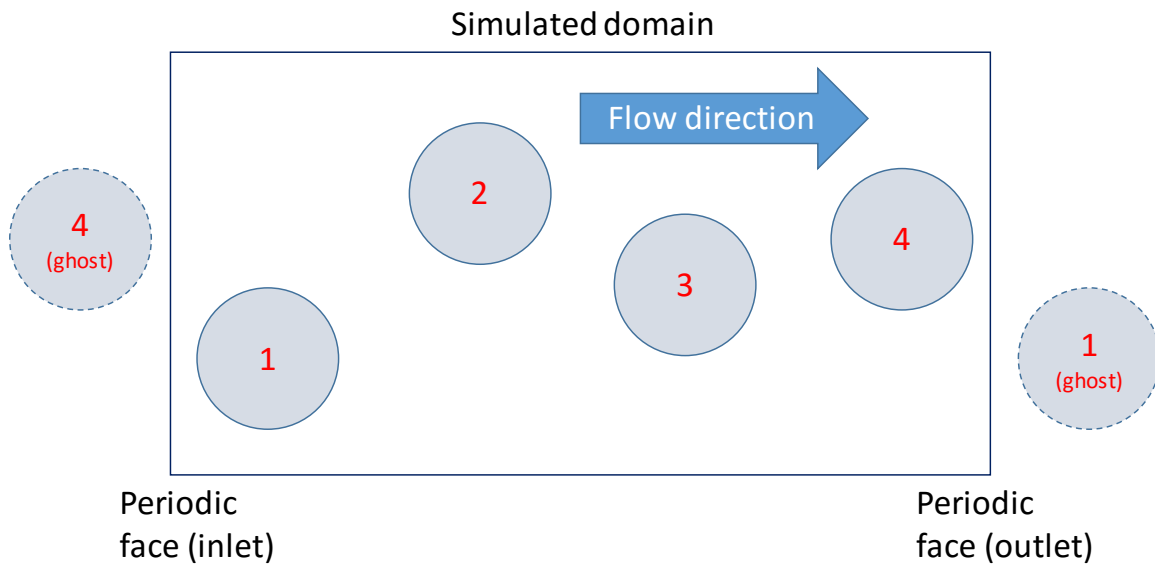 Simulated domain
Flow direction
2
4
(ghost)
4
3
1
1
(ghost)
Periodic
face (inlet)
Periodic
face (outlet)